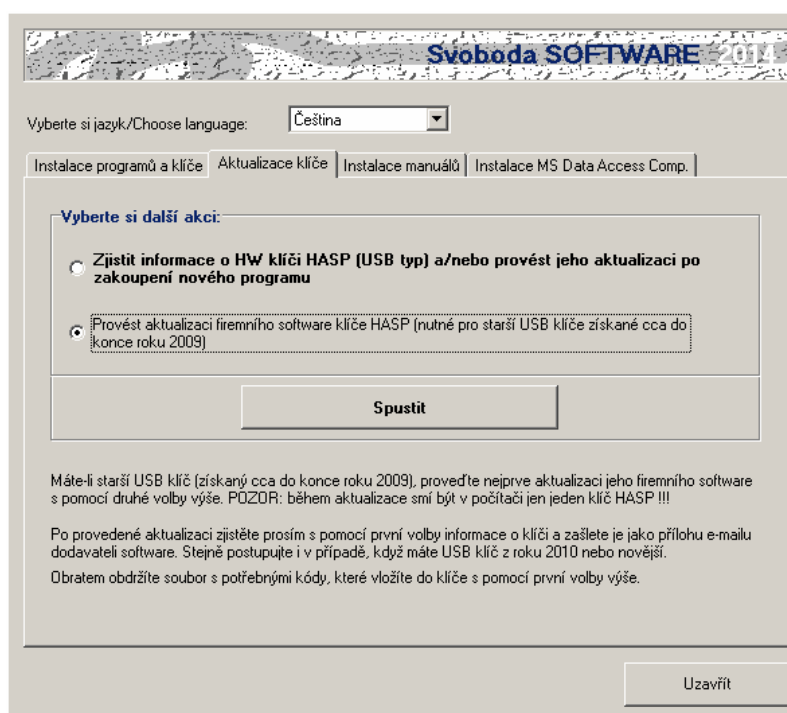 Svoboda SOFTWARE 2014
Vyberte si jazyk/Choose language: Čeština
Instalace programů a klíče Aktualizace klíče Instalace manuálů Instalace MS Data Access Comp.
Vyberte si další akci:
Zjistit informace o HW klíči HASP (USB typ) a/nebo provést jeho aktualizaci po
zakoupení nového programu
Provést aktualizaci firemního software klíče HASP (nutné pro starší USB klíče získané cca do
konce roku 2009)
Spustit
Máte-li starší USB klíč (získaný cca do konce roku 2009), proveďte nejprve aktualizaci jeho firemního software
s pomocí druhé volby výše. POZOR: během aktualizace smí být v počítači jen jeden klíč HASP !!!
Po provedené aktualizaci zjistěte prosím s pomocí první volby informace o klíči a zašlete je jako přílohu e-mailu
dodavateli software. Stejně postupujte i v případě, když máte USB klíč z roku 2010 nebo novější.
Obratem obdržíte soubor s potřebnými kódy, které vložíte do klíče s pomocí první volby výše.
Uzavřít